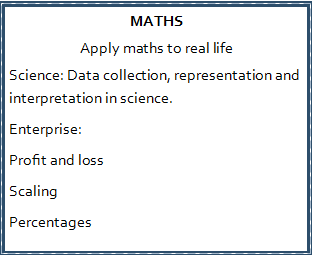 MATHS
Apply maths to real life
Science: Data collection, representation and
interpretation in science.
Enterprise:
Profit and loss
Scaling
Percentages